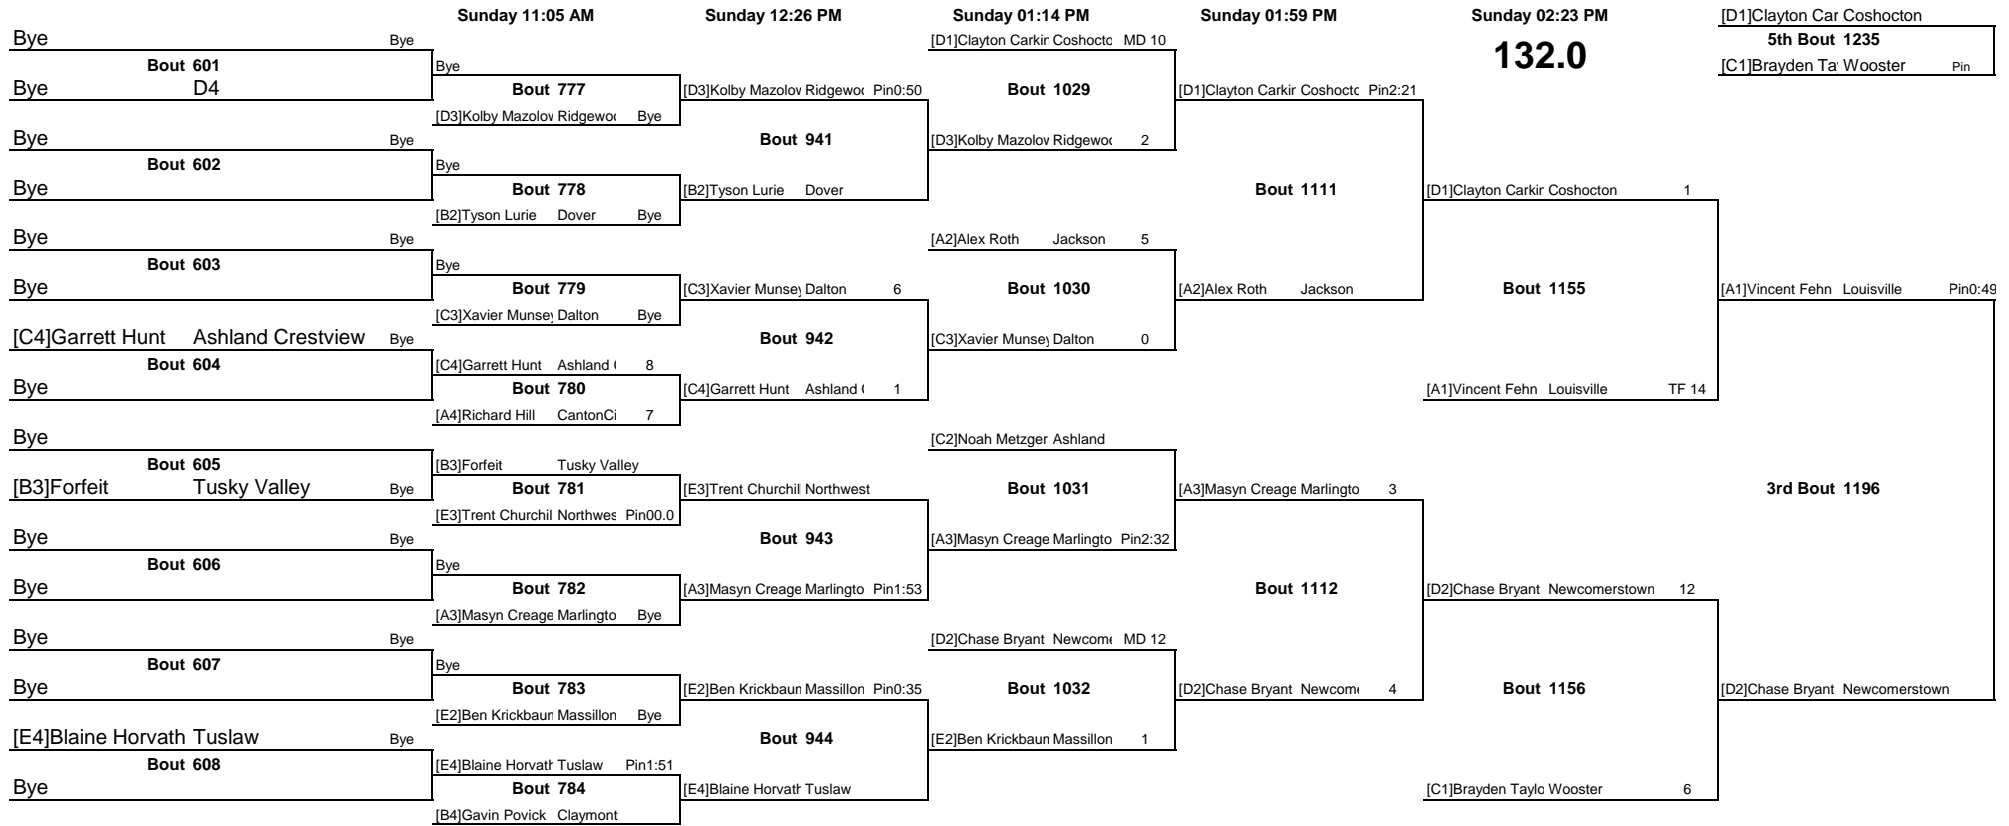 Sunday 11:05 AM Sunday 12:26 PM Sunday 01:14 PM Sunday 01:59 PM Sunday 02:23 PM [D1]Clayton Car Coshocton
Bye Bye [D1]Clayton Carkir Coshocto MD 10 132.0 5th Bout 1235
Bout 601 Bye [C1]Brayden Ta Wooster Pin
Bye D4 Bout 777 [D3]Kolby Mazolov Ridgewoo Pin0:50 Bout 1029 [D1]Clayton Carkir Coshocto Pin2:21
[D3]Kolby Mazolov Ridgewoo Bye
Bye Bye Bout 941 [D3]Kolby Mazolov Ridgewoo 2
Bout 602 Bye
Bye Bout 778 [B2]Tyson Lurie Dover Bout 1111 [D1]Clayton Carkir Coshocton 1
[B2]Tyson Lurie Dover Bye
Bye Bye [A2]Alex Roth Jackson 5
Bout 603 Bye
Bye Bout 779 [C3]Xavier Munsey Dalton 6 Bout 1030 [A2]Alex Roth Jackson Bout 1155 [A1]Vincent Fehn Louisville Pin0:49
[C3]Xavier Munsey Dalton Bye
[C4]Garrett Hunt Ashland Crestview Bye Bout 942 [C3]Xavier Munsey Dalton 0
Bout 604 [C4]Garrett Hunt Ashland 8
Bye Bout 780 [C4]Garrett Hunt Ashland 1 [A1]Vincent Fehn Louisville TF 14
[A4]Richard Hill CantonCi 7
Bye [C2]Noah Metzger Ashland
Bout 605 [B3]Forfeit Tusky Valley
[B3]Forfeit Tusky Valley Bye Bout 781 [E3]Trent Churchil Northwest Bout 1031 [A3]Masyn Creage Marlingto 3 3rd Bout 1196
[E3]Trent Churchil Northwes Pin00.0
Bye Bye Bout 943 [A3]Masyn Creage Marlingto Pin2:32
Bout 606 Bye
Bye Bout 782 [A3]Masyn Creage Marlingto Pin1:53 Bout 1112 [D2]Chase Bryant Newcomerstown 12
[A3]Masyn Creage Marlingto Bye
Bye Bye [D2]Chase Bryant Newcome MD 12
Bout 607 Bye
Bye Bout 783 [E2]Ben Krickbaun Massillon Pin0:35 Bout 1032 [D2]Chase Bryant Newcome 4 Bout 1156 [D2]Chase Bryant Newcomerstown
[E2]Ben Krickbaun Massillon Bye
[E4]Blaine Horvath Tuslaw Bye Bout 944 [E2]Ben Krickbaun Massillon 1
Bout 608 [E4]Blaine Horvath Tuslaw Pin1:51
Bye Bout 784 [E4]Blaine Horvath Tuslaw [C1]Brayden Taylo Wooster 6
[B4]Gavin Povick Claymont